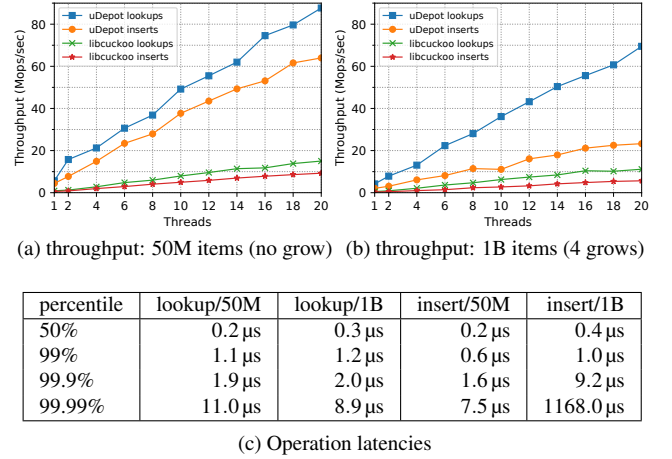 uDepot lookups
uDepot inserts
libcuckoo lookups
libcuckoo inserts
Throughput (Mops/sec)
80
60
40
20
0
1 2 4 6 8 10 12 14 16 18 20
Threads
(a) throughput: 50M items (no grow)
uDepot lookups
uDepot inserts
libcuckoo lookups
libcuckoo inserts
Throughput (Mops/sec)
80
60
40
20
0
1 2 4 6 8 10 12 14 16 18 20
Threads
(b) throughput: 1B items (4 grows)
percentile lookup/50M lookup/1B insert/50M insert/1B
50% 0.2 µs 0.3 µs 0.2 µs 0.4 µs
99% 1.1 µs 1.2 µs 0.6 µs 1.0 µs
99.9% 1.9 µs 2.0 µs 1.6 µs 9.2 µs
99.99% 11.0 µs 8.9 µs 7.5 µs 1168.0 µs
(c) Operation latencies